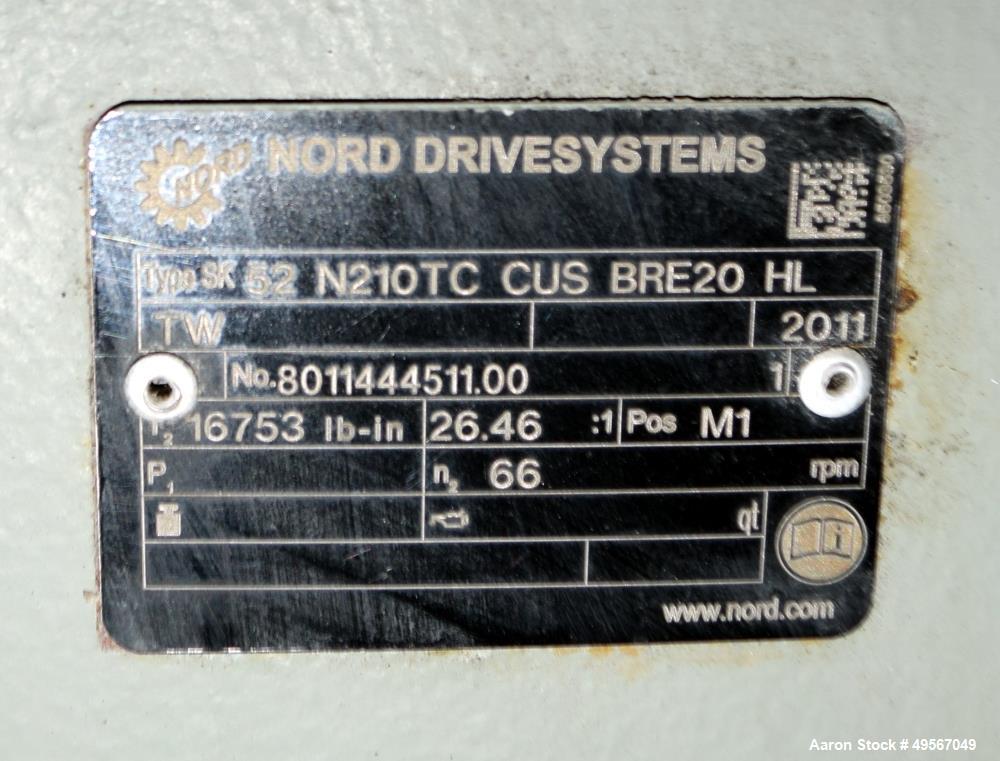 NORD NORD DRIVESYSTEMS
Type SK 52 N210TC CUS BRE20 HL
TW 2011
No. 8011444511.00 1
T₂ 16753 lb-in 26.46 :1 Pos M1
P₁ n₂ 66 rpm
qt
i
www.nord.com
Aaron Stock # 49567049